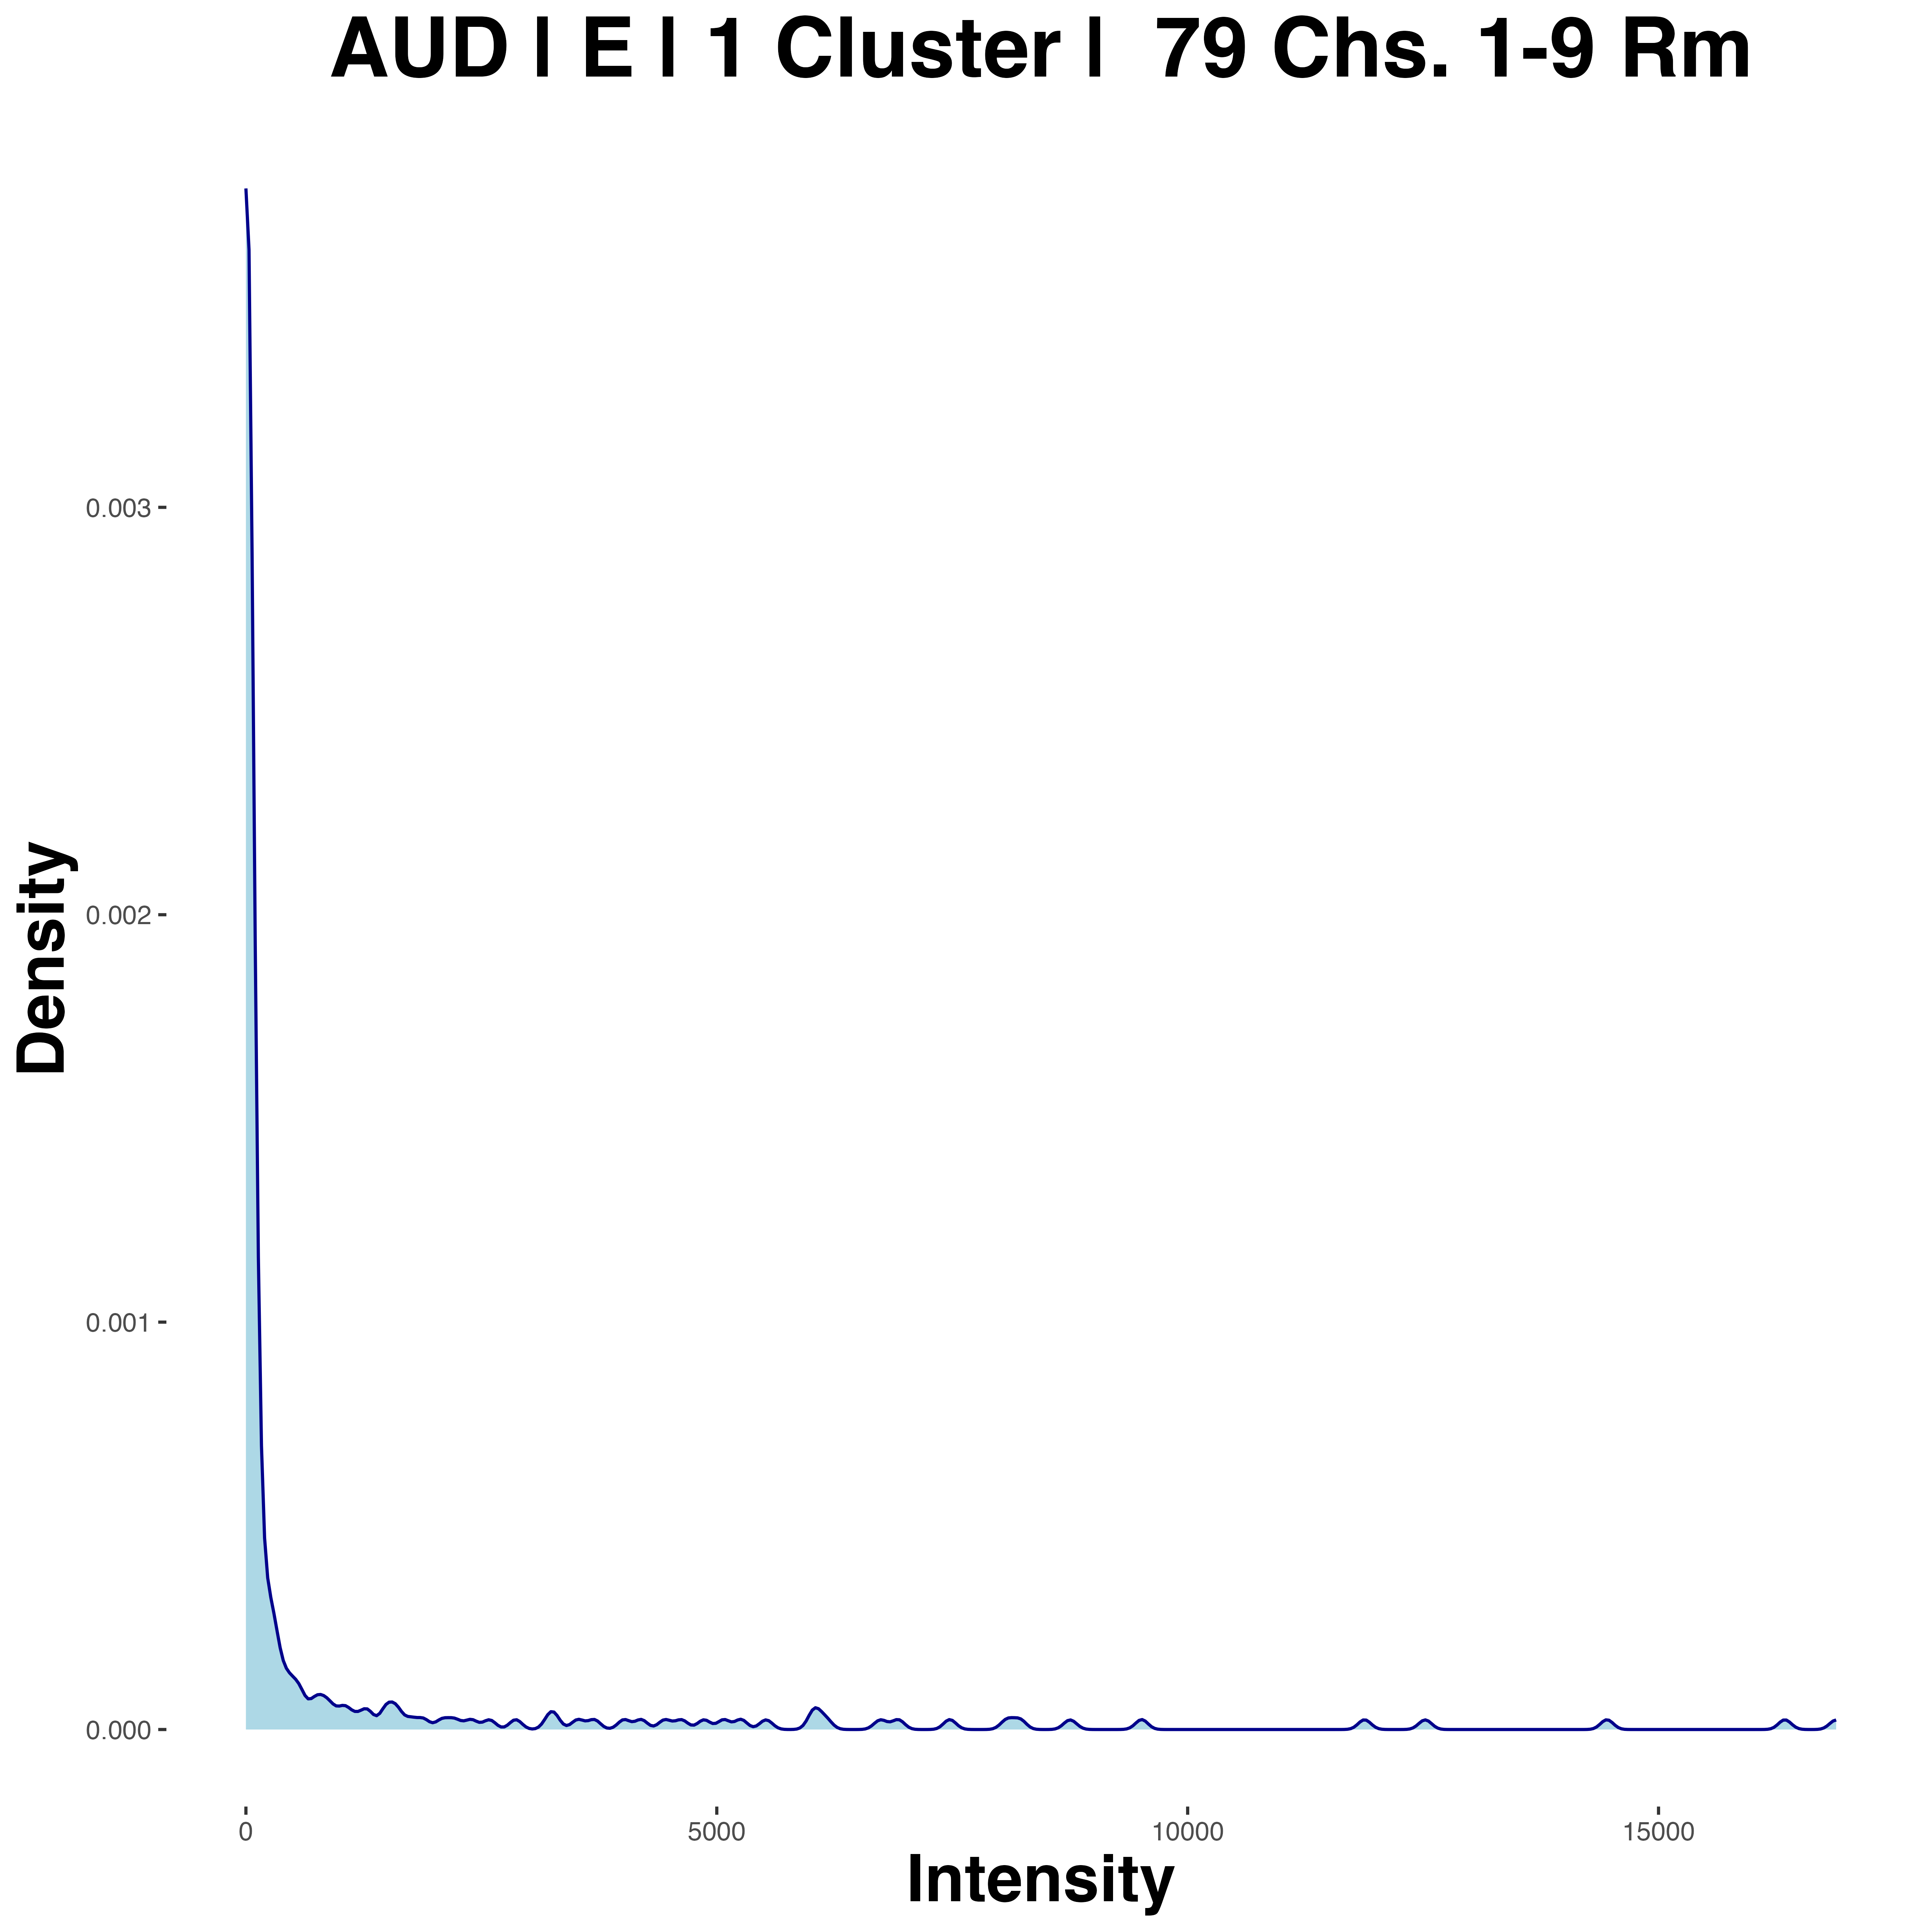 AUD | E | 1 Cluster |  79 Chs. 1-9 Rm
Density
0.003
0.002
0.001
0.000
0
5000
10000
15000
Intensity